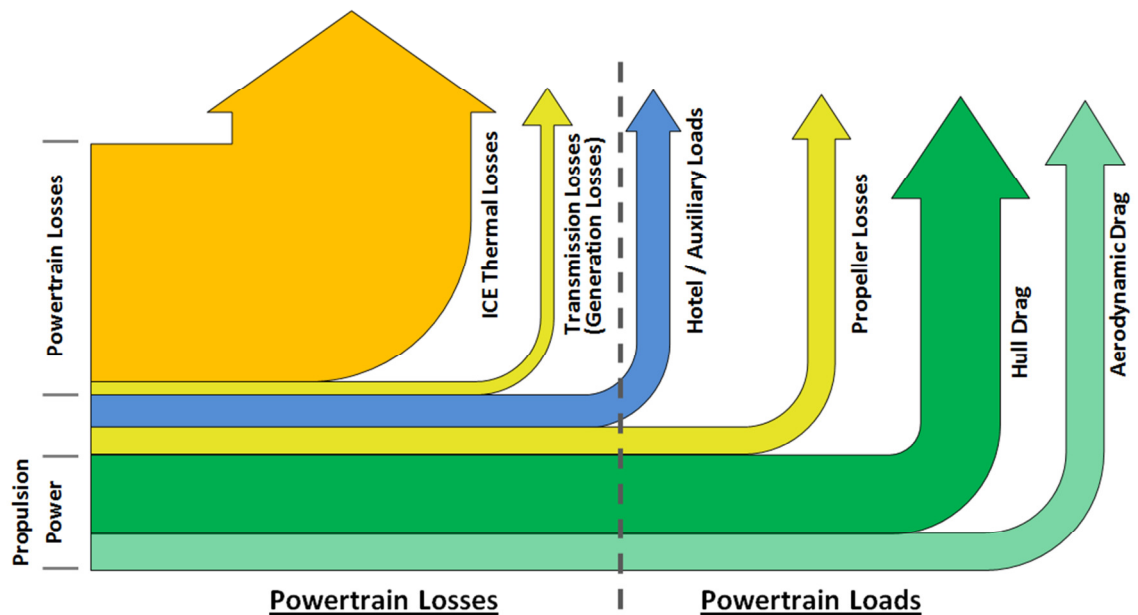 Powertrain Losses
Propulsion
Power
ICE Thermal Losses
Transmission Losses
(Generation Losses)
Hotel / Auxiliary Loads
Propeller Losses
Hull Drag
Aerodynamic Drag
Powertrain Losses
Powertrain Loads